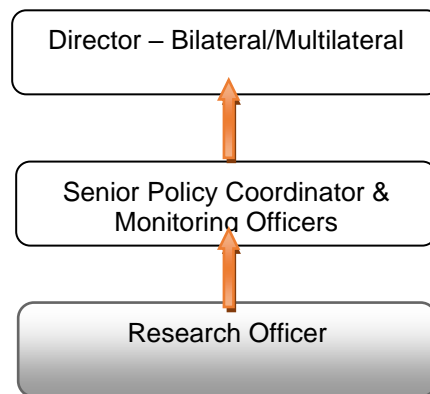 Director – Bilateral/Multilateral
Senior Policy Coordinator &
Monitoring Officers
Research Officer